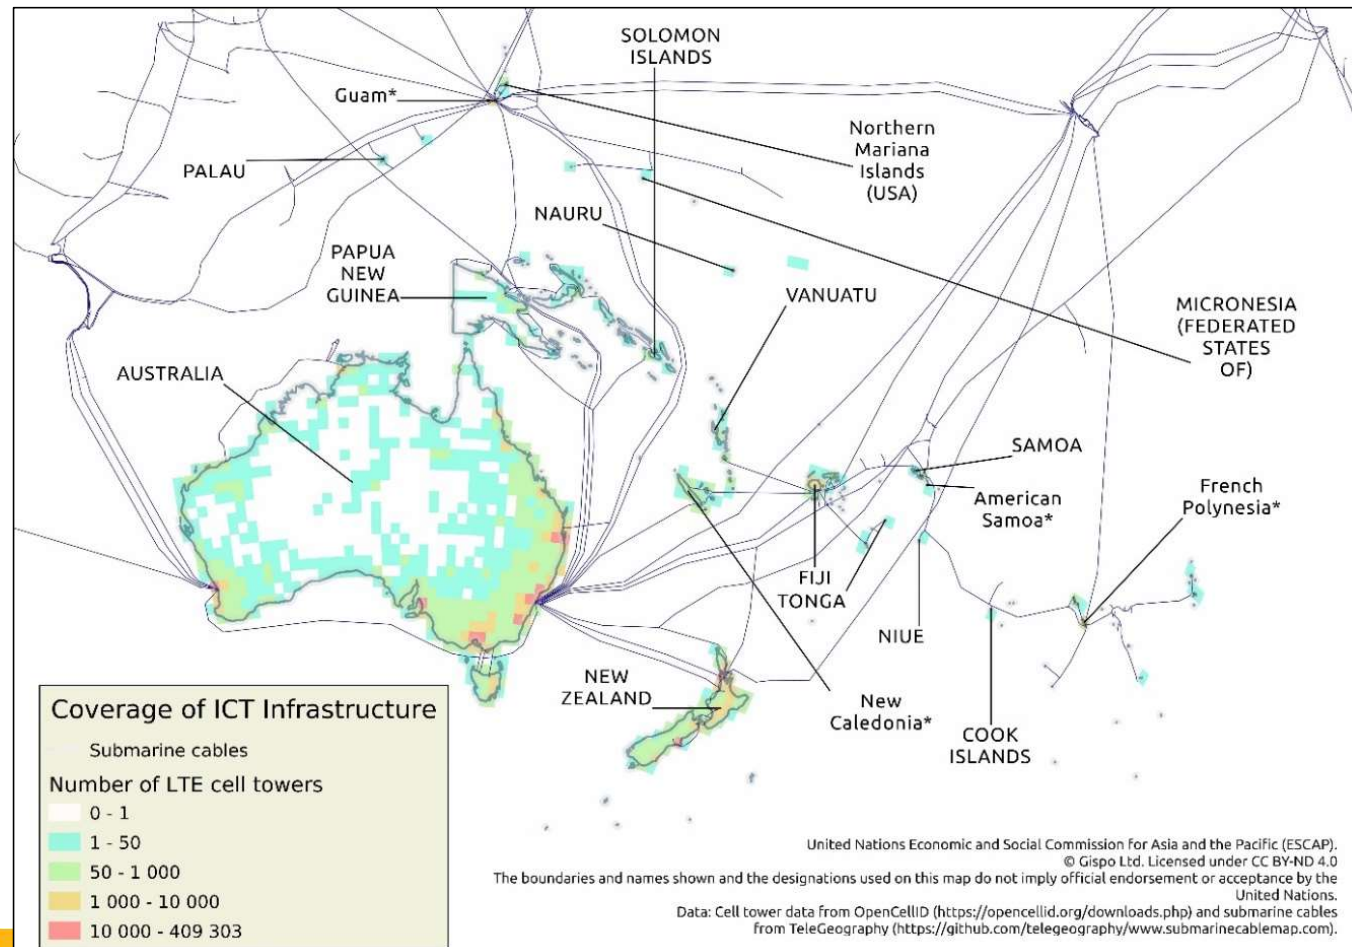 SOLOMON
ISLANDS
Guam*
Northern
Mariana
Islands
(USA)
PALAU
NAURU
PAPUA
NEW
GUINEA
VANUATU
MICRONESIA
(FEDERATED
STATES
OF)
AUSTRALIA
SAMOA
American
Samoa*
French
Polynesia*
FIJI
TONGA
NIUE
NEW
ZEALAND
New
Caledonia*
COOK
ISLANDS
Coverage of ICT Infrastructure
Submarine cables
Number of LTE cell towers
0 - 1
1 - 50
50 - 1 000
1 000 - 10 000
10 000 - 409 303
United Nations Economic and Social Commission for Asia and the Pacific (ESCAP).
© Gispo Ltd. Licensed under CC BY-ND 4.0
The boundaries and names shown and the designations used on this map do not imply official endorsement or acceptance by the
United Nations.
Data: Cell tower data from OpenCellID (https://opencellid.org/downloads.php) and submarine cables
from TeleGeography (https://github.com/telegeography/www.submarinecablemap.com).